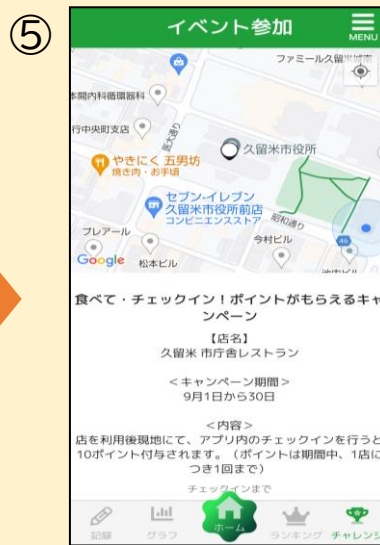 ⑤
イベント参加
MENU
ファミール久留米城南
本間内科循環器科
行中央町支店
医大通り
久留米市役所
やきにく 五男坊
焼き肉・お手頃
セブン-イレブン
久留米市役所前店
コンビニエンスストア
昭和通り
プレアール
今村ビル
46
Google
松本ビル
食べて・チェックイン！ポイントがもらえるキャ
ンペーン
【店名】
久留米 市庁舎レストラン
＜キャンペーン期間＞
9月1日から30日
＜内容＞
店を利用後現地にて、アプリ内のチェックインを行うと
10ポイント付与されます。（ポイントは期間中、1店に
つき1回まで）
チェックインまで
記録
グラフ
ホーム
ランキング
チャレンジ